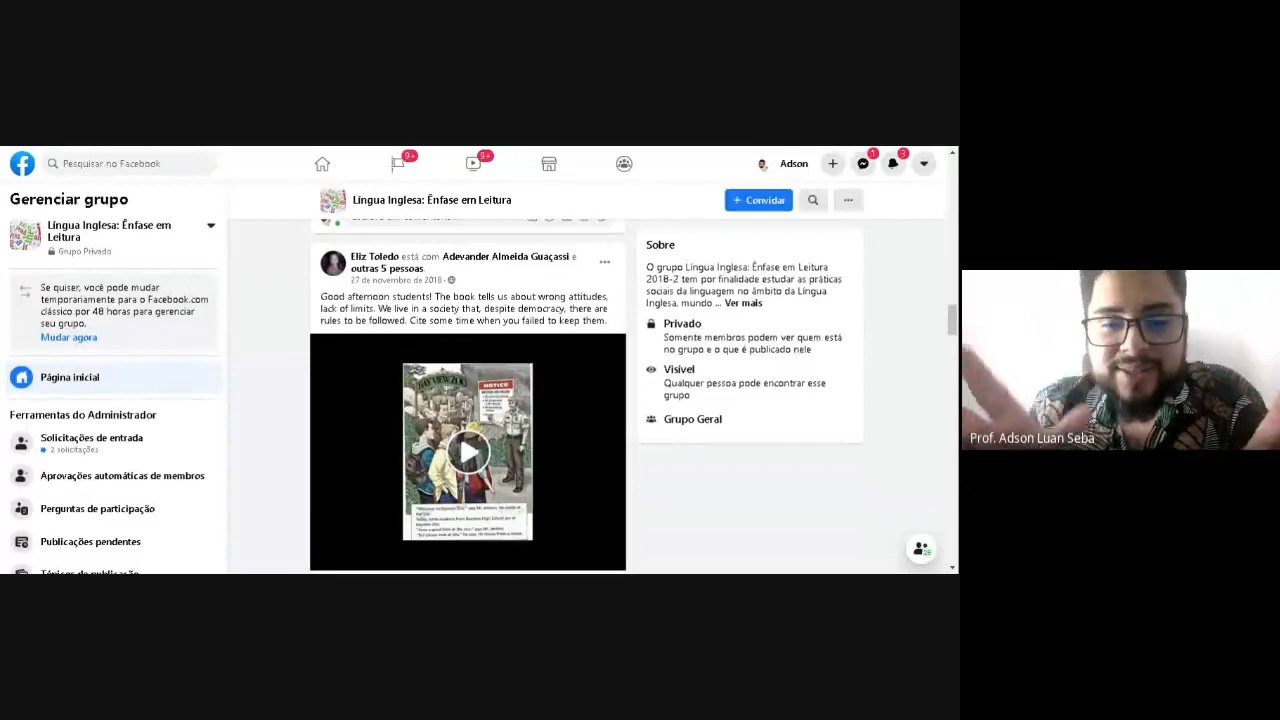 Pesquisar no Facebook
9+
9+
Adson
1
3
Gerenciar grupo
Língua Inglesa: Ênfase em Leitura
+ Convidar
Língua Inglesa: Ênfase em
Leitura
Grupo Privado
Se quiser, você pode mudar
temporariamente para o Facebook.com
clássico por 48 horas para gerenciar
seu grupo.
Mudar agora
Página inicial
Ferramentas do Administrador
Solicitações de entrada
2 solicitações
Aprovações automáticas de membros
Perguntas de participação
Publicações pendentes
Tópicos de publicação
Eliz Toledo está com Adevander Almeida Guaçassi e
outras 5 pessoas.
27 de novembro de 2018
Good afternoon students! The book tells us about wrong attitudes,
lack of limits. We live in a society that, despite democracy, there are
rules to be followed. Cite some time when you failed to keep them.
BAYVIEW ZOO
NOTICE
Sobre
O grupo Língua Inglesa: Ênfase em Leitura
2018-2 tem por finalidade estudar as práticas
sociais da linguagem no âmbito da Língua
Inglesa, mundo ... Ver mais
Privado
Somente membros podem ver quem está
no grupo e o que é publicado nele
Visível
Qualquer pessoa pode encontrar esse
grupo
Grupo Geral
Prof. Adson Luan Seba